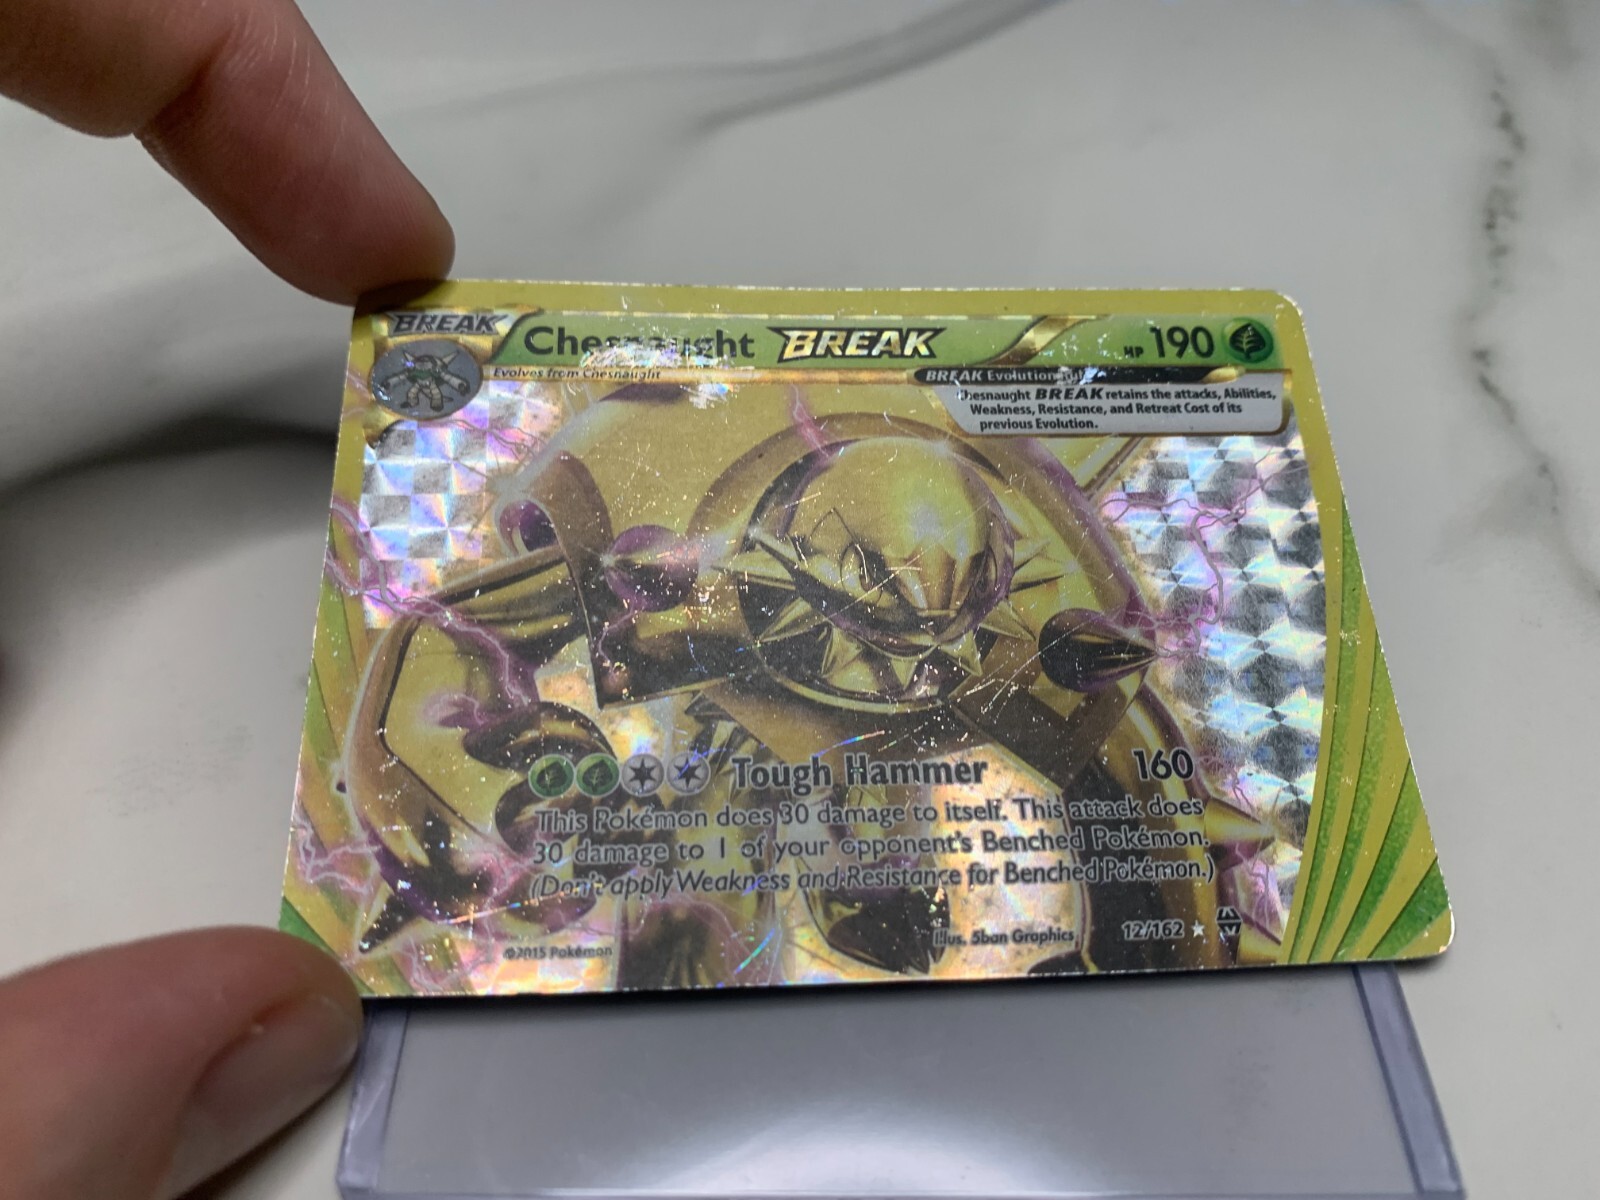 BREAK
Chesnaught BREAK HP 190
Evolves from Chesnaught
BREAK Evolution
Chesnaught BREAK retains the attacks, Abilities,
Weakness, Resistance, and Retreat Cost of its
previous Evolution.
Tough Hammer 160
This Pokémon does 30 damage to itself. This attack does
30 damage to 1 of your opponent's Benched Pokémon.
(Don't apply Weakness and Resistance for Benched Pokémon.)
Illus. 5ban Graphics
12/162
©2015 Pokémon